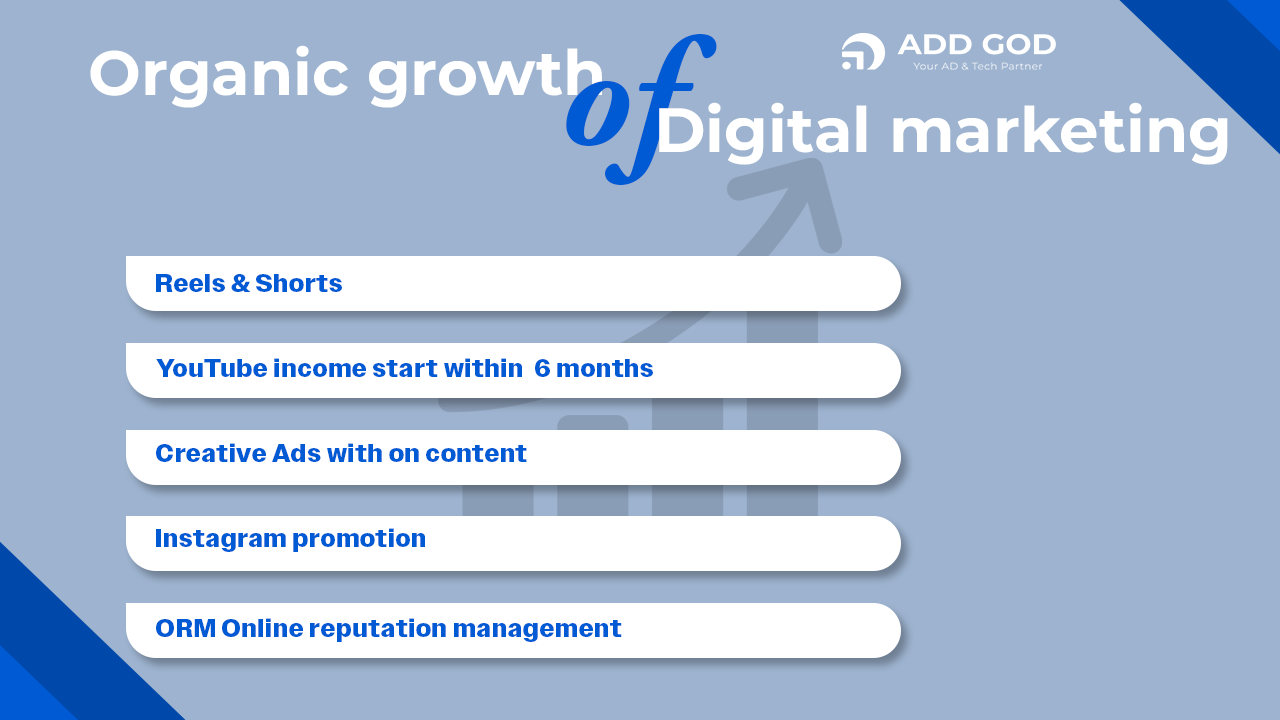 Organic growth
of
Digital marketing
ADD GOD
Your AD & Tech Partner
Reels & Shorts
YouTube income start within  6 months
Creative Ads with on content
Instagram promotion
ORM Online reputation management